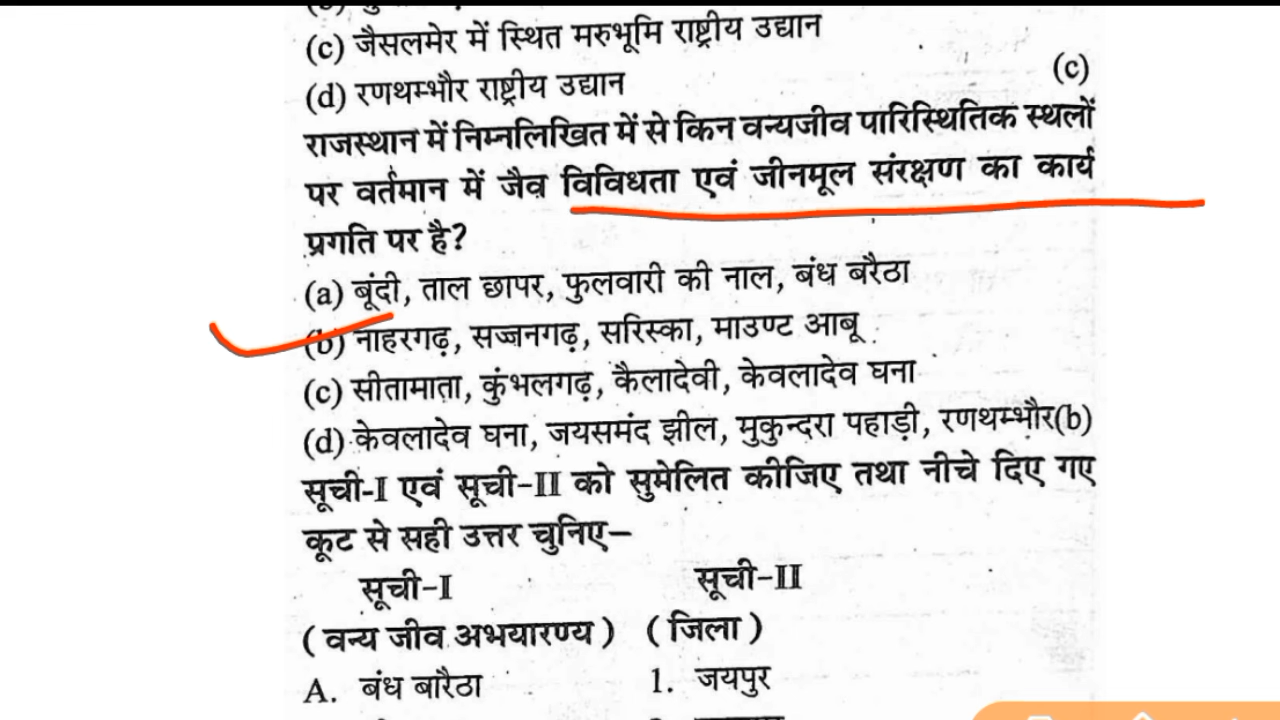 (c) जैसलमेर में स्थित मरुभूमि राष्ट्रीय उद्यान
(d) रणथम्भौर राष्ट्रीय उद्यान (c)
राजस्थान में निम्नलिखित में से किन वन्यजीव पारिस्थितिक स्थलों
पर वर्तमान में जैव विविधता एवं जीनमूल संरक्षण का कार्य
प्रगति पर है?
(a) बूंदी, ताल छापर, फुलवारी की नाल, बंध बरैठा
(b) नाहरगढ़, सज्जनगढ़, सरिस्का, माउण्ट आबू
(c) सीतामाता, कुंभलगढ़, कैलादेवी, केवलादेव घना
(d) केवलादेव घना, जयसमंद झील, मुकुन्दरा पहाड़ी, रणथम्भौर(b)
सूची-I एवं सूची-II को सुमेलित कीजिए तथा नीचे दिए गए
कूट से सही उत्तर चुनिए–
सूची-I सूची-II
( वन्य जीव अभयारण्य ) ( जिला )
A. बंध बारैठा 1. जयपुर